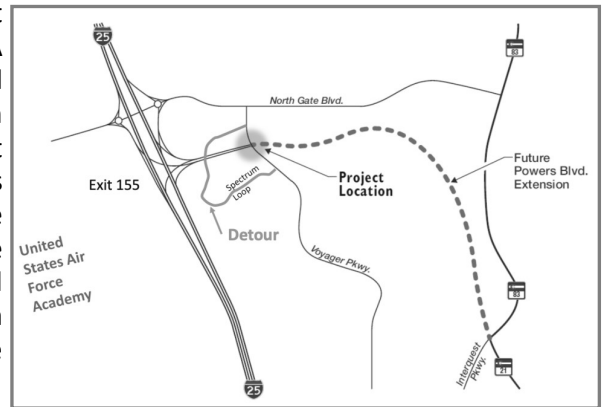 25
83
North Gate Blvd.
Project
Location
Future
Powers Blvd.
Extension
Exit 155
Spectrum
Loop
Detour
United
States Air
Force
Academy
Voyager Pkwy.
83
Interquest
Pkwy.
21
25